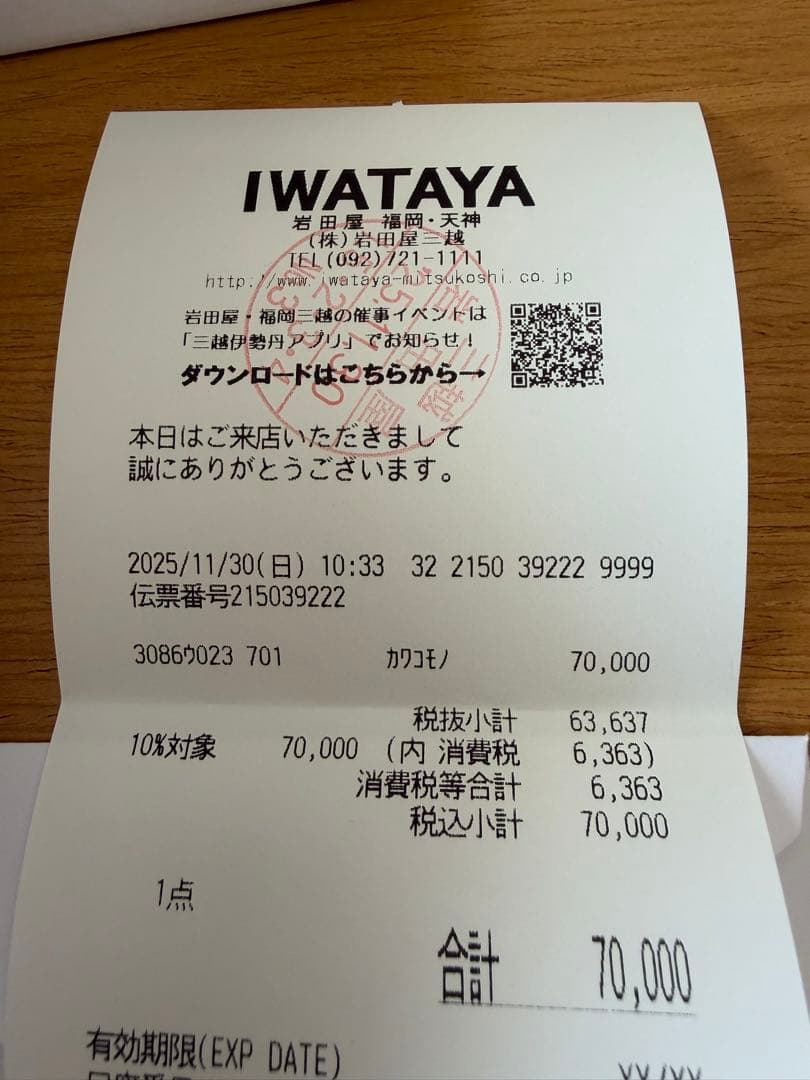 IWATAYA
岩田屋 福岡・天神
(株)岩田屋三越
TEL(092)721-1111
http://www.iwataya-mitsukoshi.co.jp
岩田屋・福岡三越の催事イベントは
「三越伊勢丹アプリ」でお知らせ!
ダウンロードはこちらから→
本日はご来店いただきまして
誠にありがとうございます。
2025/11/30(日) 10:33 32 2150 39222 9999
伝票番号215039222
3086ウ023 701 カワコモノ 70,000
税抜小計 63,637
10%対象 70,000 (内 消費税 6,363)
消費税等合計 6,363
税込小計 70,000
1点
合計 70,000
有効期限(EXP DATE) XX/XX